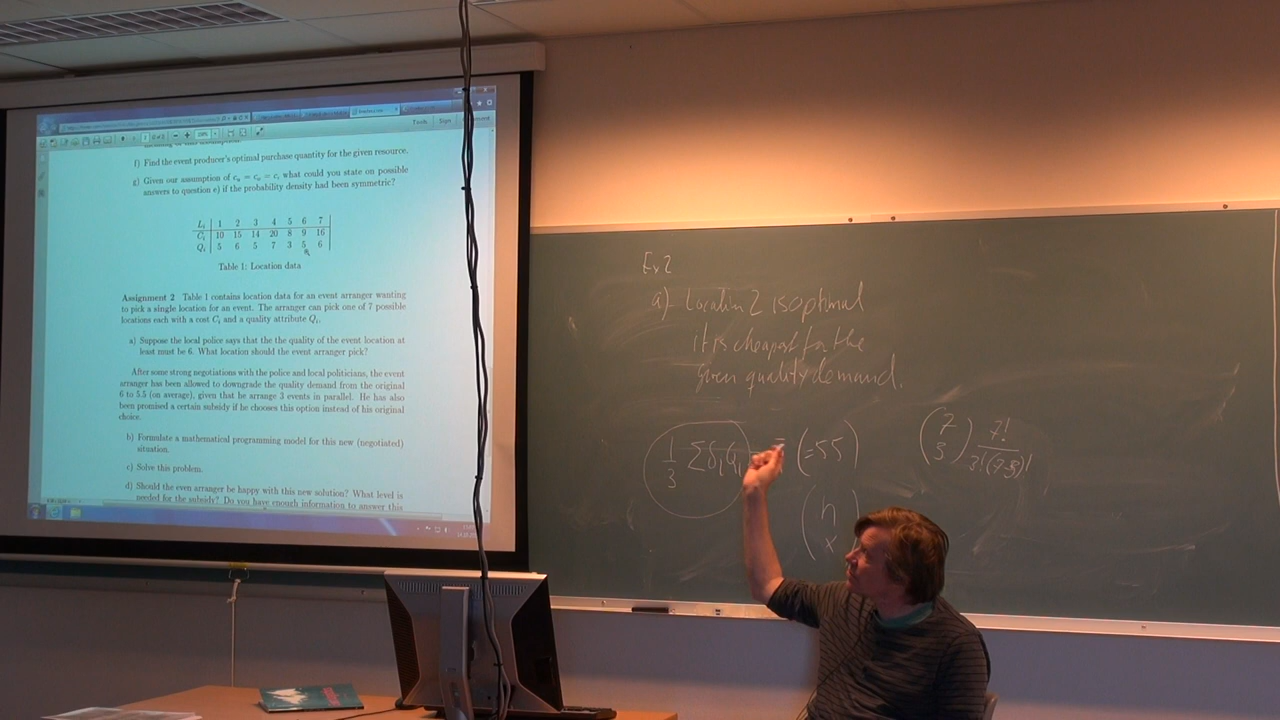 Tools Sign
f) Find the event producer's optimal purchase quantity for the given resource.
g) Given our assumption of cᵤ = cₒ = c, what could you state on possible
answers to question e) if the probability density had been symmetric?
Lᵢ 1 2 3 4 5 6 7
Cᵢ 10 15 14 20 8 9 16
Qᵢ 5 6 5 7 3 5 6
Table 1: Location data
Assignment 2 Table 1 contains location data for an event arranger wanting
to pick a single location for an event. The arranger can pick one of 7 possible
locations each with a cost Cᵢ and a quality attribute Qᵢ.
a) Suppose the local police says that the the quality of the event location at
least must be 6. What location should the event arranger pick?
After some strong negotiations with the police and local politicians, the event
arranger has been allowed to downgrade the quality demand from the original
6 to 5.5 (on average), given that he arrange 3 events in parallel. He has also
been promised a certain subsidy if he chooses this option instead of his original
choice.
b) Formulate a mathematical programming model for this new (negotiated)
situation.
c) Solve this problem.
d) Should the even arranger be happy with this new solution? What level is
needed for the subsidy? Do you have enough information to answer this
Ex 2
a) Location 2 is optimal
it is cheapest for the
given quality demand.
1/3 Σδᵢqᵢ (=55)
(7 3) 7!/3!(7-3)!
(n x)